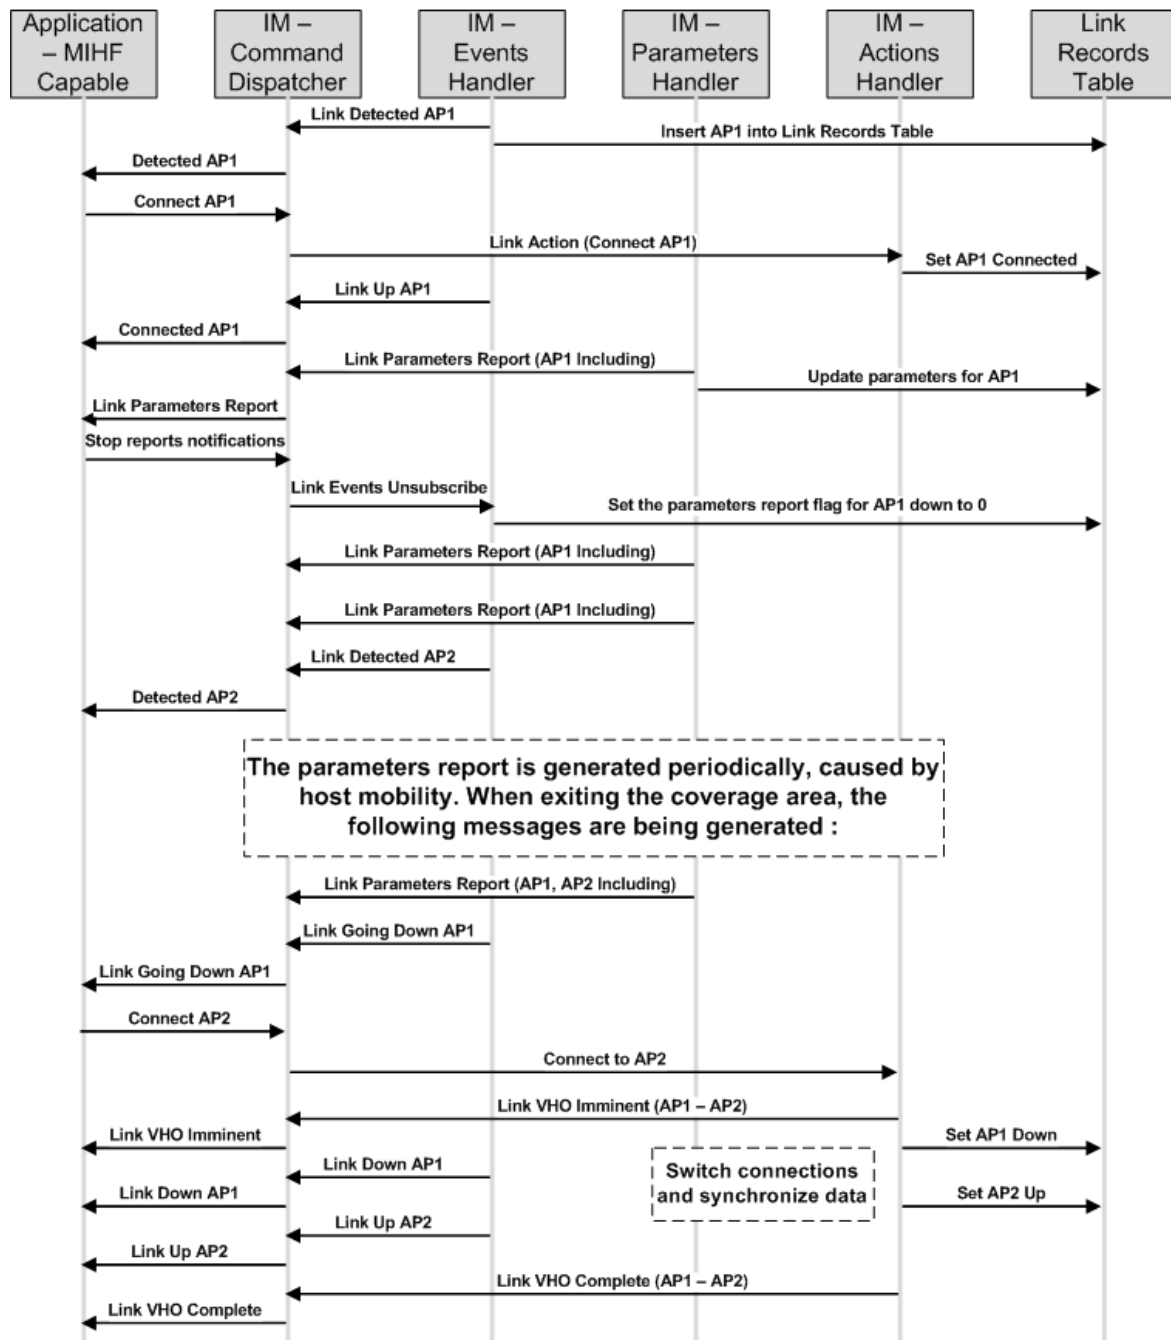 Application
– MIHF
Capable
IM –
Command
Dispatcher
IM –
Events
Handler
IM –
Parameters
Handler
IM –
Actions
Handler
Link
Records
Table
Link Detected AP1
Insert AP1 into Link Records Table
Detected AP1
Connect AP1
Link Action (Connect AP1)
Set AP1 Connected
Link Up AP1
Connected AP1
Link Parameters Report (AP1 Including)
Update parameters for AP1
Link Parameters Report
Stop reports notifications
Link Events Unsubscribe
Set the parameters report flag for AP1 down to 0
Link Parameters Report (AP1 Including)
Link Parameters Report (AP1 Including)
Link Detected AP2
Detected AP2
The parameters report is generated periodically, caused by
host mobility. When exiting the coverage area, the
following messages are being generated :
Link Parameters Report (AP1, AP2 Including)
Link Going Down AP1
Link Going Down AP1
Connect AP2
Connect to AP2
Link VHO Imminent (AP1 – AP2)
Link VHO Imminent
Set AP1 Down
Switch connections
and synchronize data
Link Down AP1
Link Down AP1
Set AP2 Up
Link Up AP2
Link Up AP2
Link VHO Complete (AP1 – AP2)
Link VHO Complete